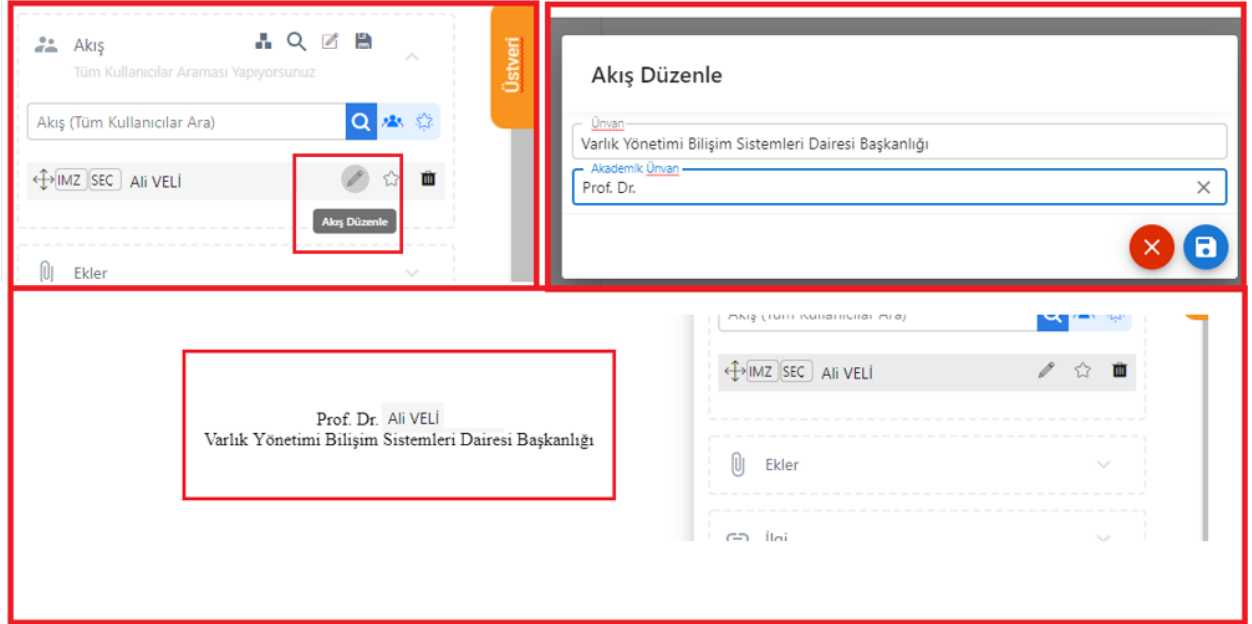 Akış
Tüm Kullanıcılar Araması Yapıyorsunuz
Üstveri
Akış (Tüm Kullanıcılar Ara)
IMZ SEÇ Ali VELİ
Akış Düzenle
Ekler
Akış Düzenle
Ünvan
Varlık Yönetimi Bilişim Sistemleri Dairesi Başkanlığı
Akademik Ünvan
Prof. Dr.
Prof. Dr. Ali VELİ
Varlık Yönetimi Bilişim Sistemleri Dairesi Başkanlığı
Akış (Tüm Kullanıcılar Ara)
IMZ SEÇ Ali VELİ
Ekler
İlgi